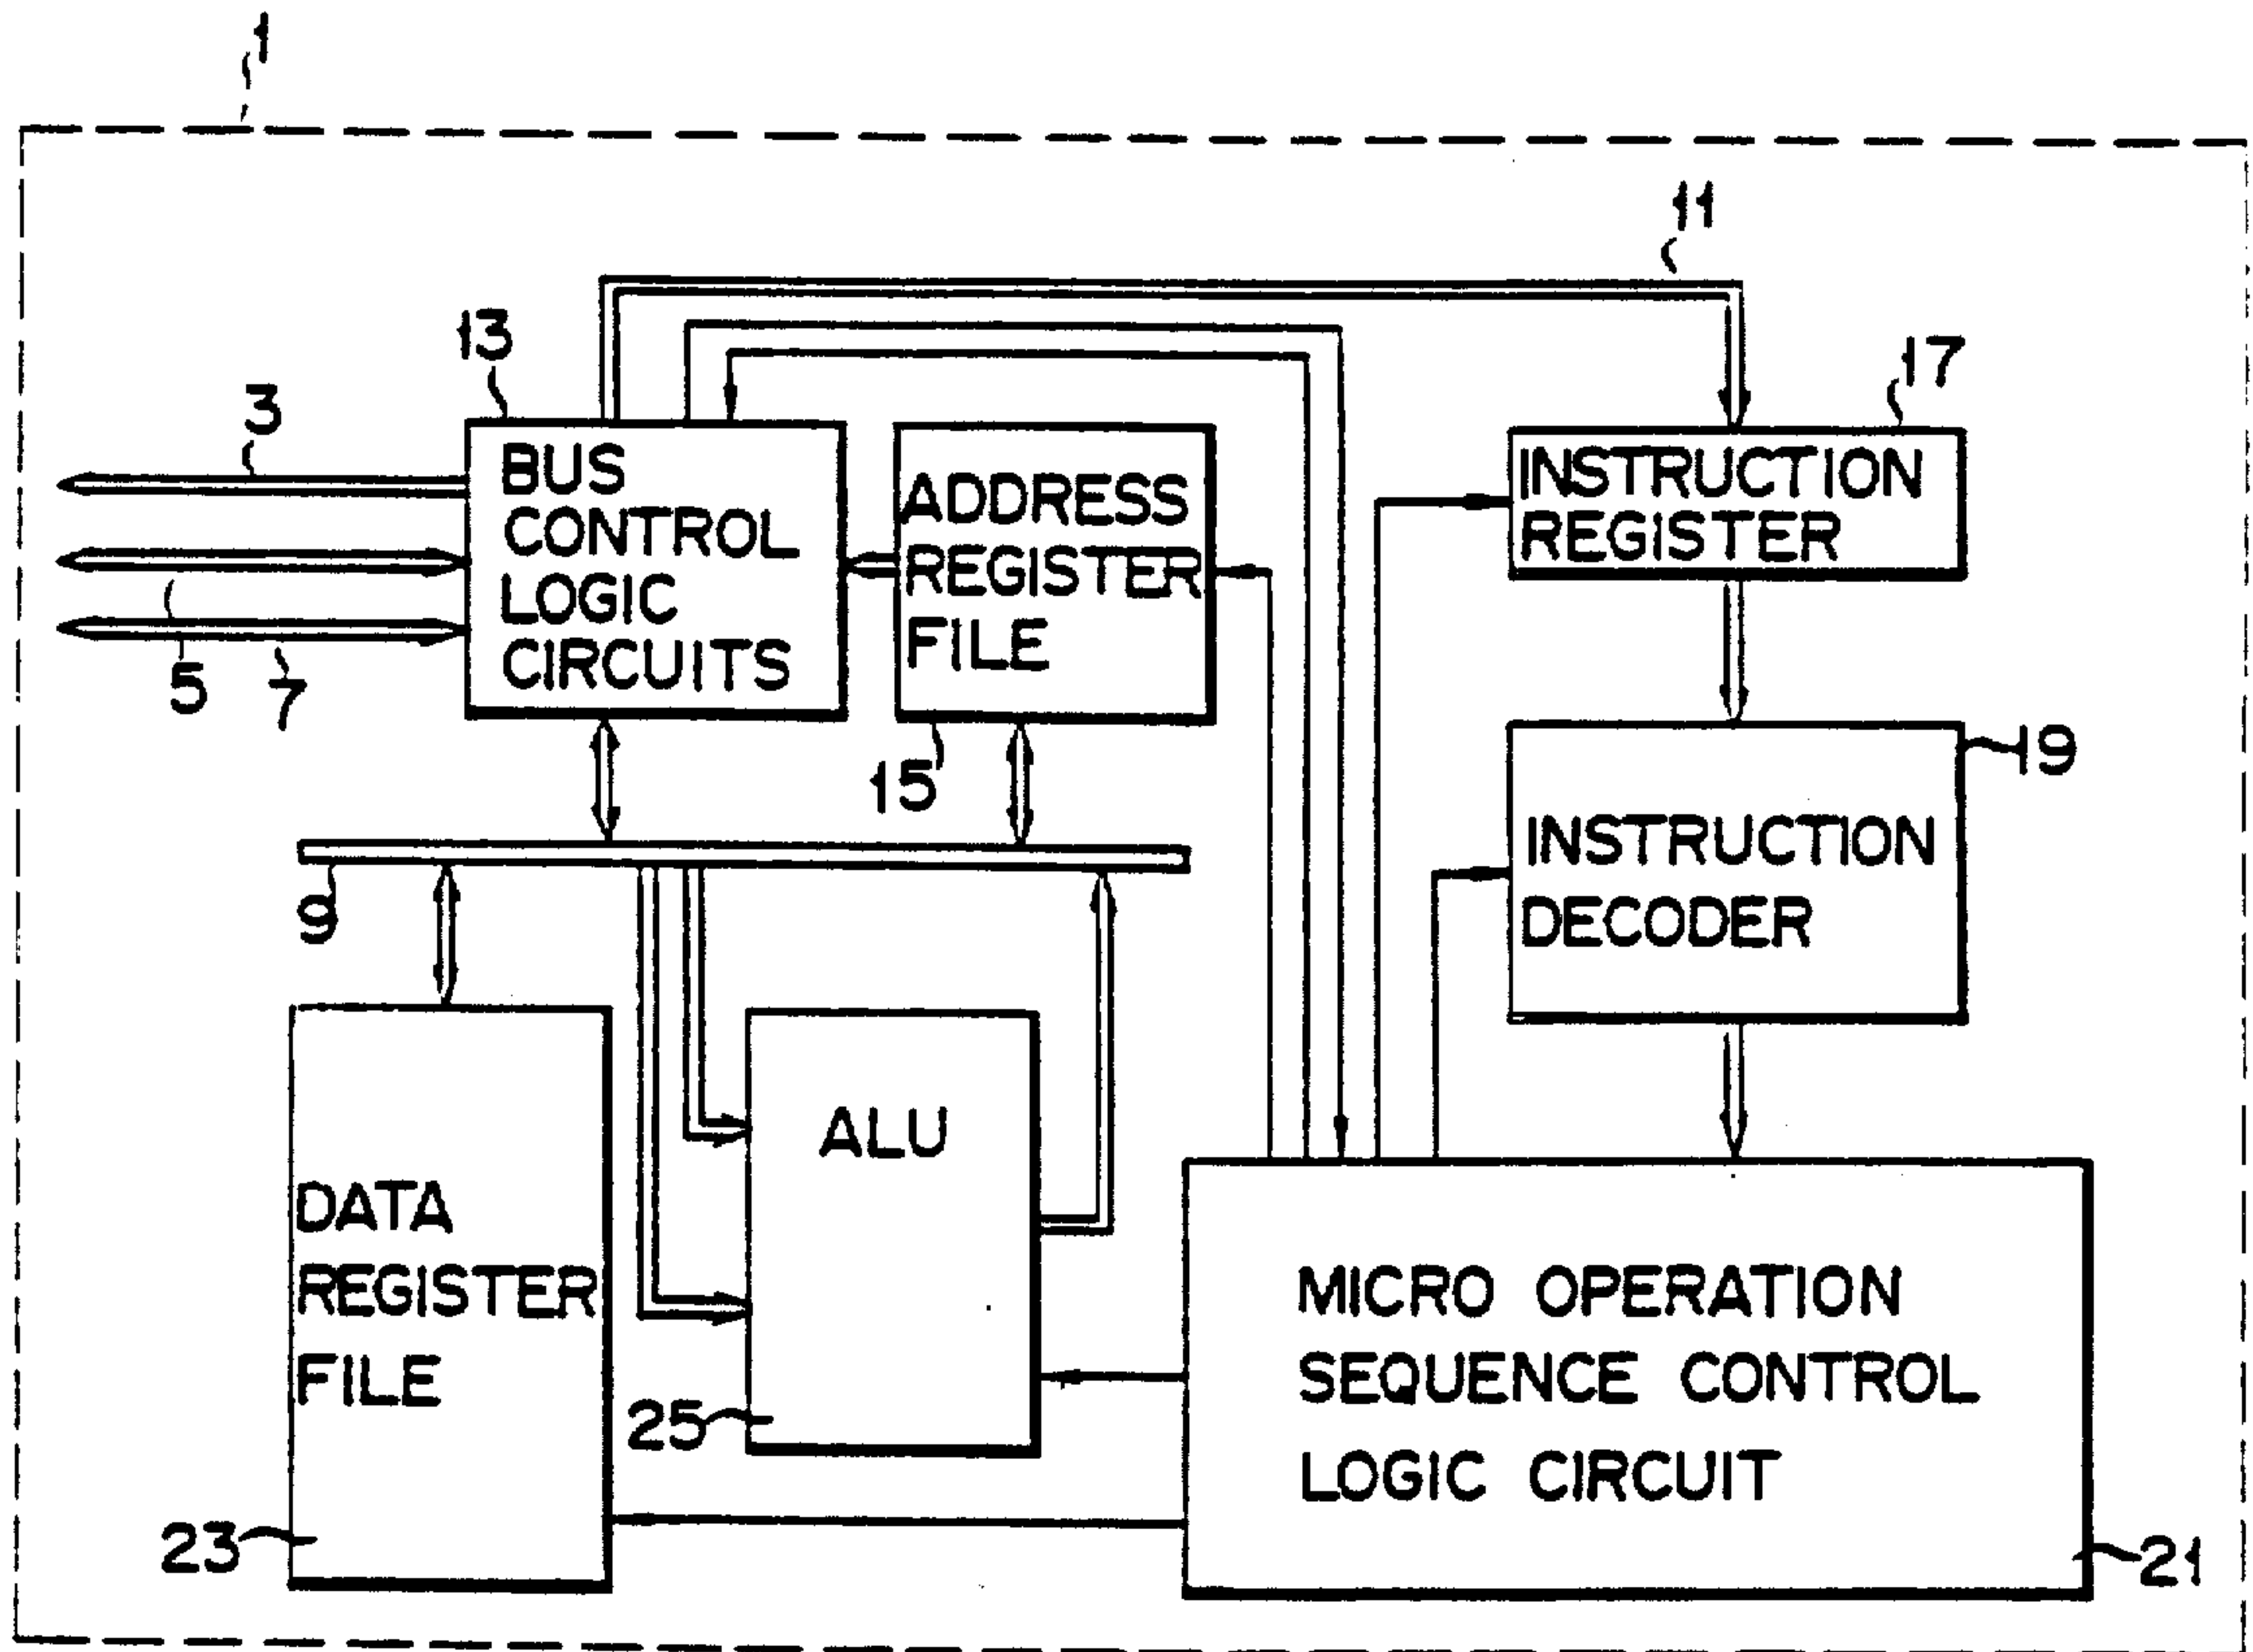 1
11
13
17
3
BUS
CONTROL
LOGIC
CIRCUITS
ADDRESS
REGISTER
FILE
INSTRUCTION
REGISTER
5
7
15
19
INSTRUCTION
DECODER
9
ALU
DATA
REGISTER
FILE
MICRO OPERATION
SEQUENCE CONTROL
LOGIC CIRCUIT
25
23
21